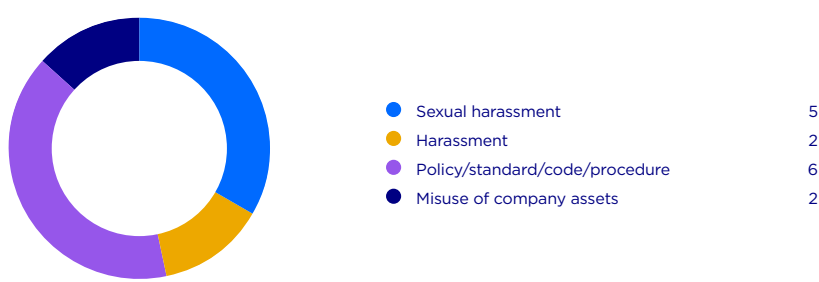 Sexual harassment 5
Harassment 2
Policy/standard/code/procedure 6
Misuse of company assets 2